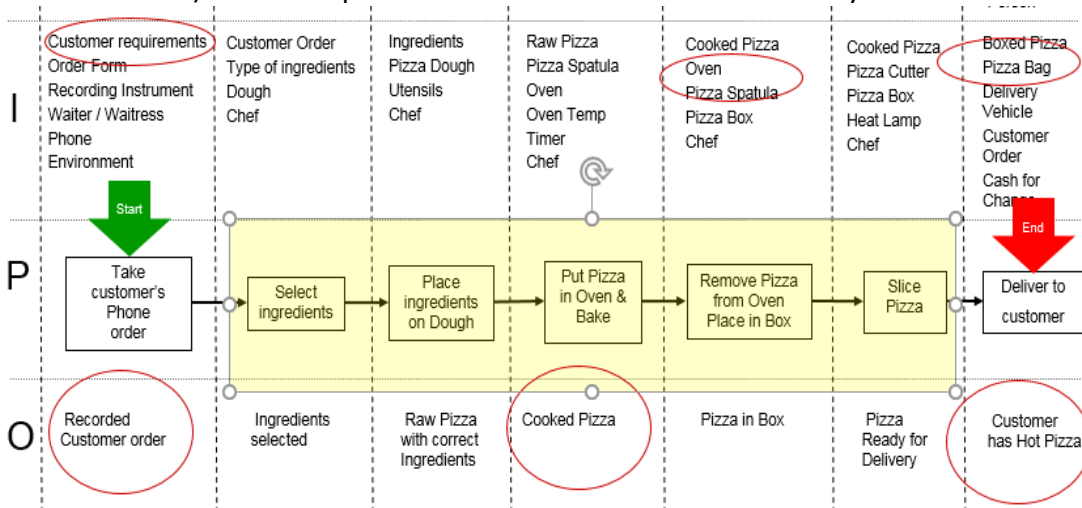 I
Customer requirements
Order Form
Recording Instrument
Waiter / Waitress
Phone
Environment
Customer Order
Type of ingredients
Dough
Chef
Ingredients
Pizza Dough
Utensils
Chef
Raw Pizza
Pizza Spatula
Oven
Oven Temp
Timer
Chef
Cooked Pizza
Oven
Pizza Spatula
Pizza Box
Chef
Cooked Pizza
Pizza Cutter
Pizza Box
Heat Lamp
Chef
Boxed Pizza
Pizza Bag
Delivery
Vehicle
Customer
Order
Cash for
Change
Start
End
P
Take
customer's
Phone
order
Select
ingredients
Place
ingredients
on Dough
Put Pizza
in Oven &
Bake
Remove Pizza
from Oven
Place in Box
Slice
Pizza
Deliver to
customer
O
Recorded
Customer order
Ingredients
selected
Raw Pizza
with correct
Ingredients
Cooked Pizza
Pizza in Box
Pizza
Ready for
Delivery
Customer
has Hot Pizza